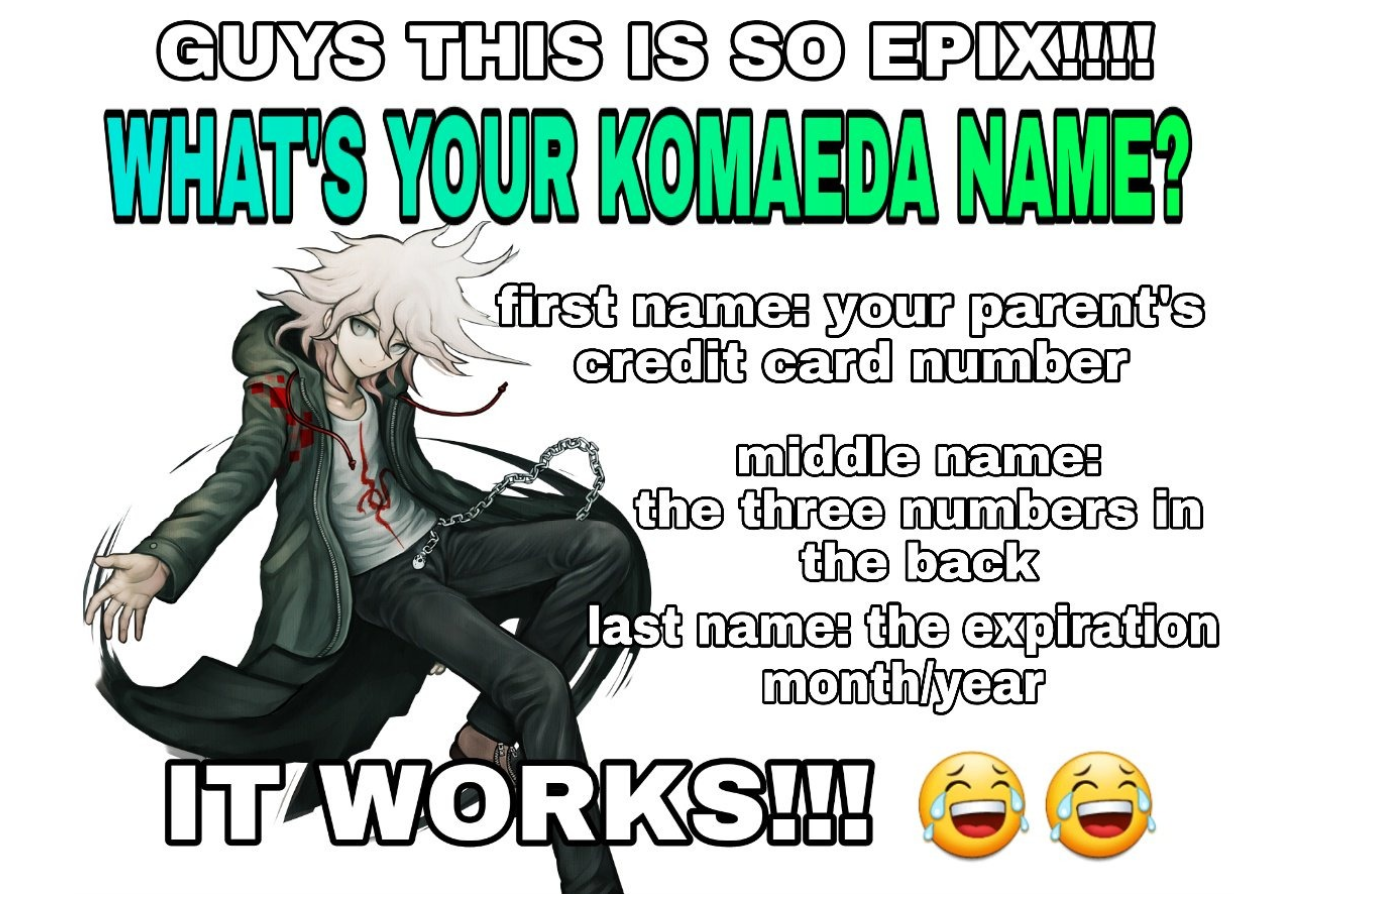 GUYS THIS IS SO EPIX!!!!
WHAT'S YOUR KOMAEDA NAME?
first name: your parent's
credit card number
middle name:
the three numbers in
the back
last name: the expiration
month/year
IT WORKS!!! 😂😂